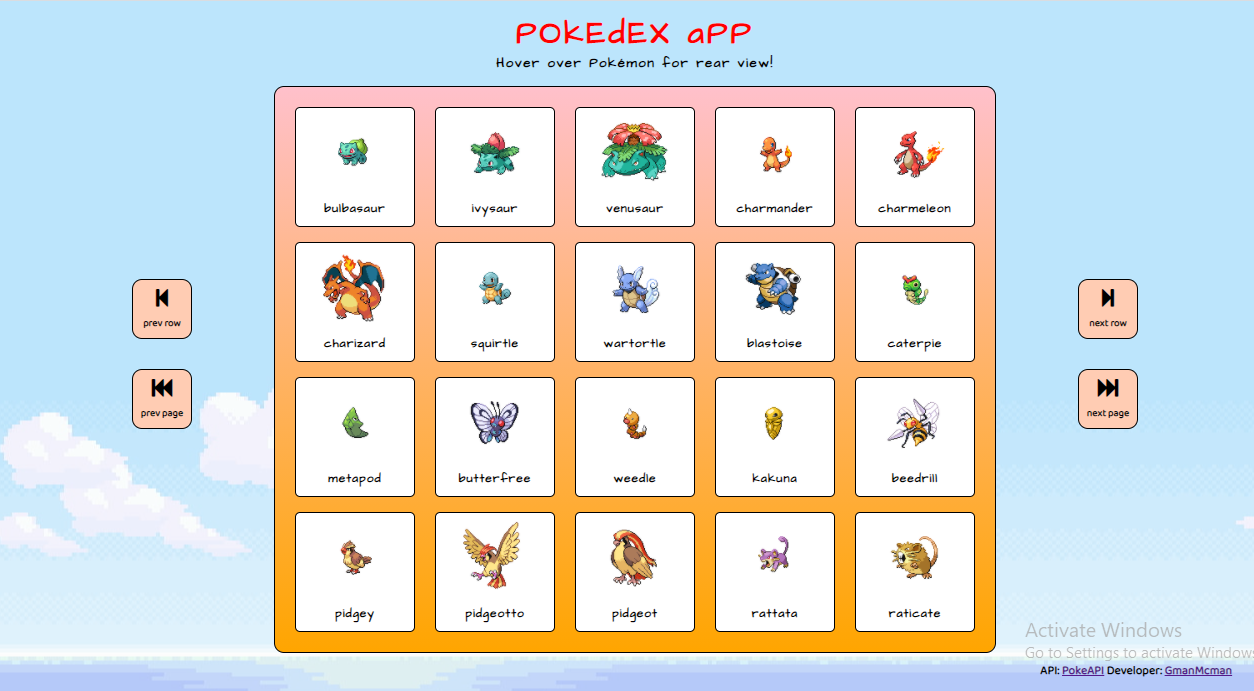 POkEdEX aPP
Hover over Pokémon for rear view!
bulbasaur ivysaur venusaur charmander charmeleon
charizard squirtle wartortle blastoise caterpie
prev row
next row
prev page
next page
metapod butterfree weedle kakuna beedrill
pidgey pidgeotto pidgeot rattata raticate
Activate Windows
Go to Settings to activate Windows
API: PokeAPI Developer: GmanMcman